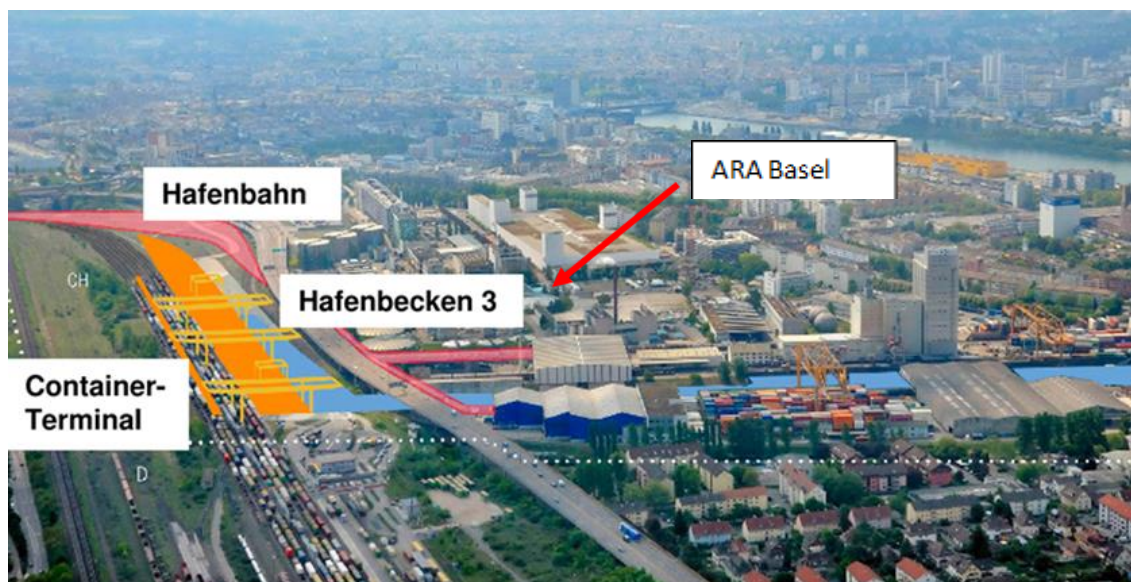 ARA Basel
Hafenbahn
CH
Hafenbecken 3
Container-
Terminal
D